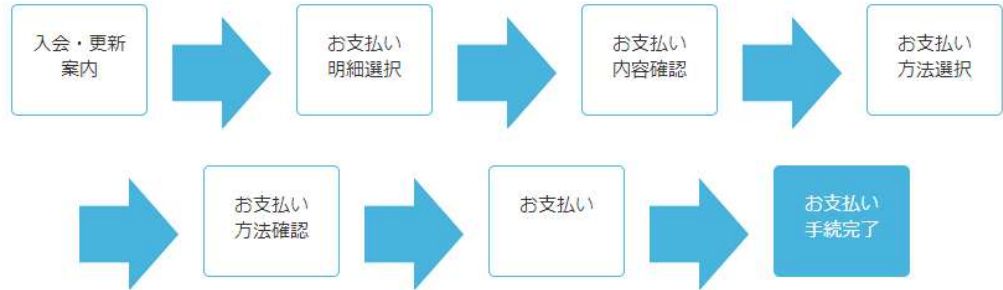 入会・更新
案内
お支払い
明細選択
お支払い
内容確認
お支払い
方法選択
お支払い
方法確認
お支払い
お支払い
手続完了